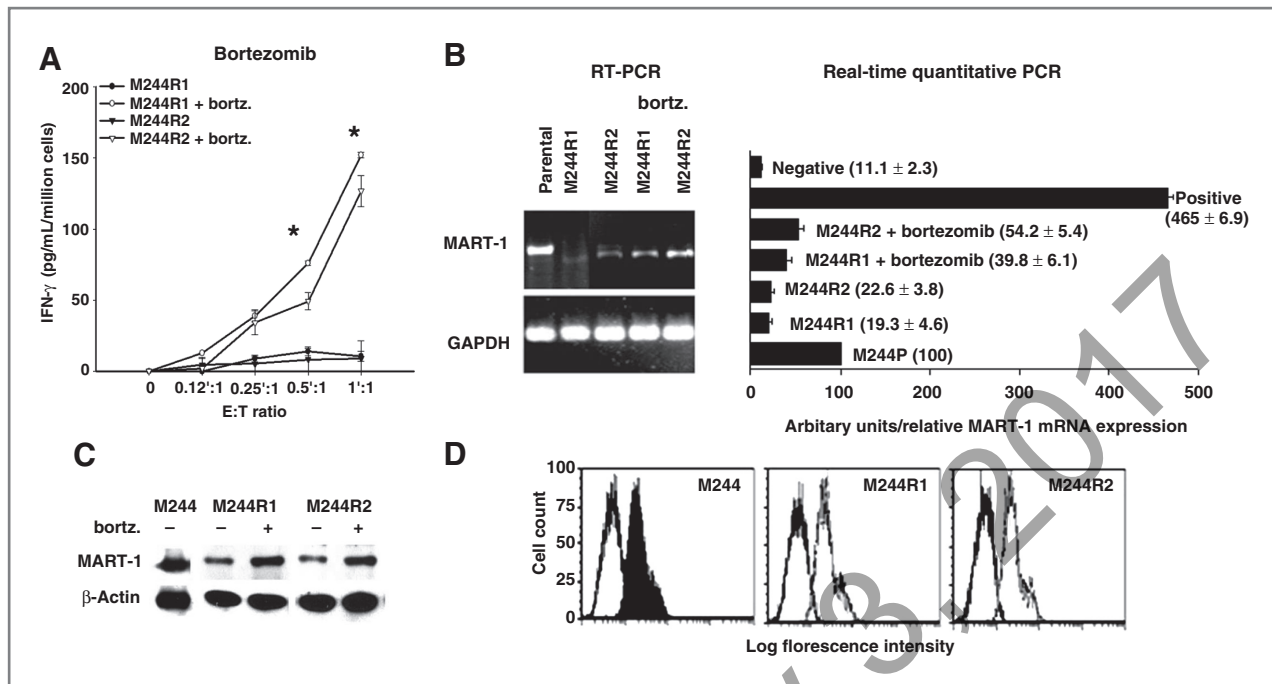 A
Bortezomib
M244R1
M244R1 + bortz.
M244R2
M244R2 + bortz.
IFN-γ (pg/mL/million cells)
200
150
100
50
0
*
*
0
0.12':1
0.25':1
0.5':1
1':1
E:T ratio
B
RT-PCR
bortz.
Parental
M244R1
M244R2
M244R1
M244R2
MART-1
GAPDH
Real-time quantitative PCR
Negative (11.1 ± 2.3)
Positive
(465 ± 6.9)
M244R2 + bortezomib (54.2 ± 5.4)
M244R1 + bortezomib (39.8 ± 6.1)
M244R2 (22.6 ± 3.8)
M244R1 (19.3 ± 4.6)
M244P (100)
0 100 200 300 400 500
Arbitary units/relative MART-1 mRNA expression
C
M244 M244R1 M244R2
bortz. – – + – +
MART-1
β-Actin
D
Cell count
100
75
50
25
0
M244
M244R1
M244R2
Log florescence intensity
3, 2017